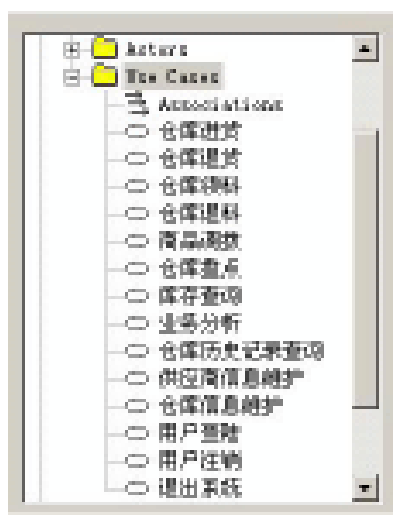 Actors
Use Cases
Associations
仓库进货
仓库退货
仓库领料
仓库退料
商品调拨
仓库盘点
库存查询
业务分析
仓库历史记录查询
供应商信息维护
仓库信息维护
用户登陆
用户注销
退出系统